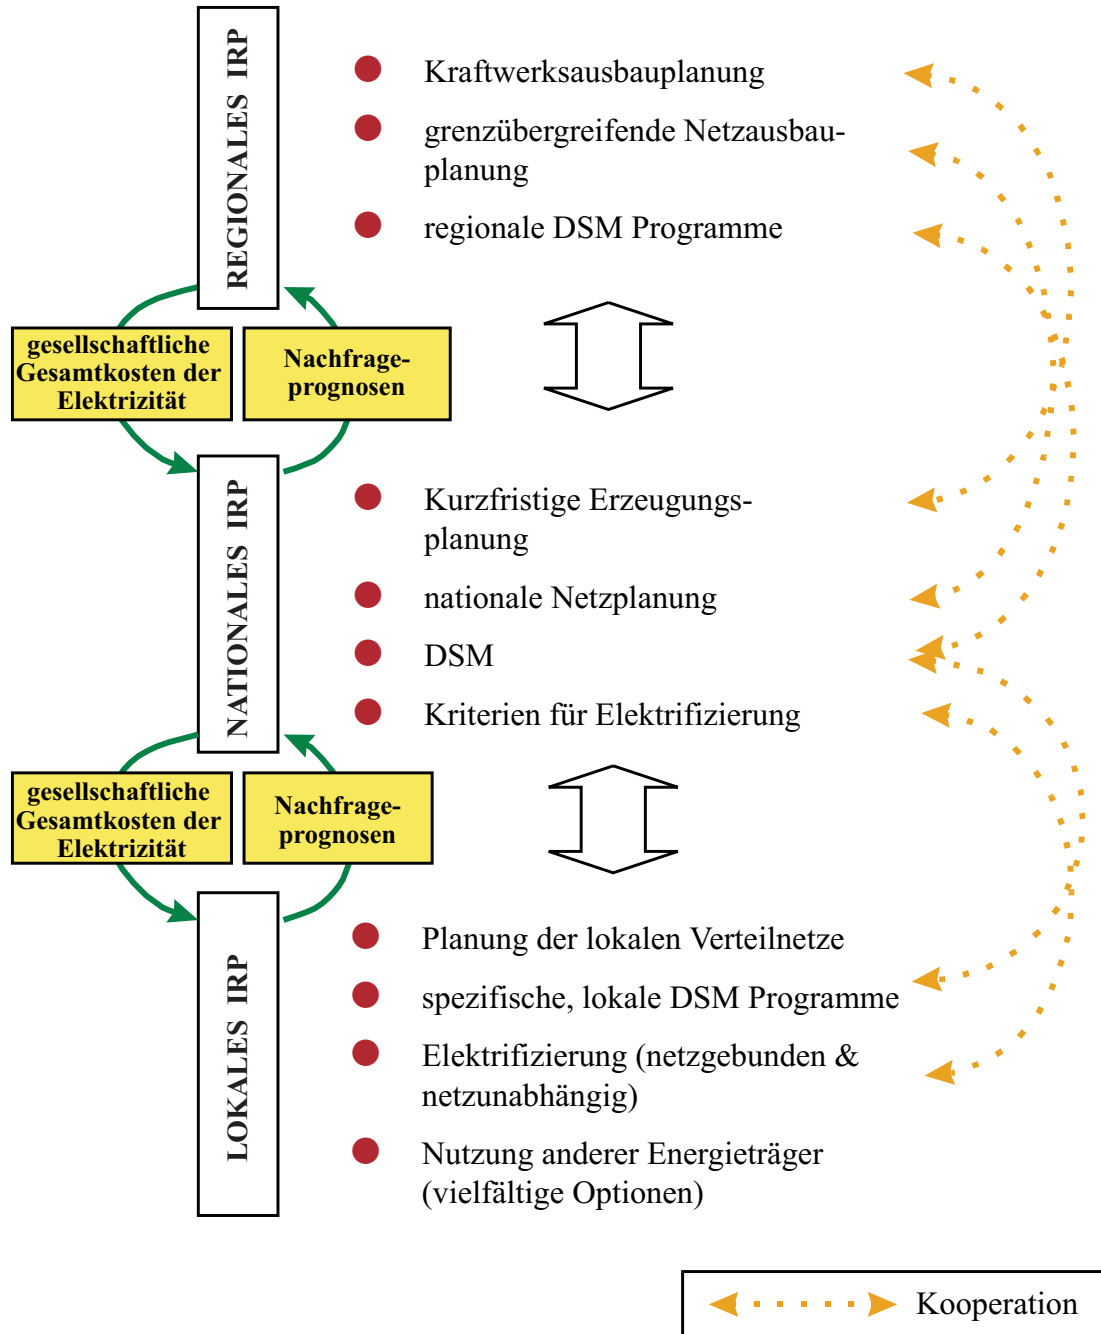 REGIONALES IRP
Kraftwerksausbauplanung
grenzübergreifende Netzausbau-
planung
regionale DSM Programme
gesellschaftliche
Gesamtkosten der
Elektrizität
Nachfrage-
prognosen
NATIONALES IRP
Kurzfristige Erzeugungs-
planung
nationale Netzplanung
DSM
Kriterien für Elektrifizierung
gesellschaftliche
Gesamtkosten der
Elektrizität
Nachfrage-
prognosen
LOKALES IRP
Planung der lokalen Verteilnetze
spezifische, lokale DSM Programme
Elektrifizierung (netzgebunden &
netzunabhängig)
Nutzung anderer Energieträger
(vielfältige Optionen)
Kooperation